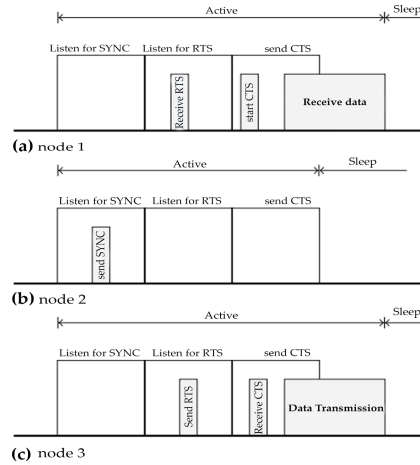 Active
Sleep
Listen for SYNC Listen for RTS send CTS
Receive RTS
start CTS
Receive data
(a) node 1
Active
Sleep
Listen for SYNC Listen for RTS send CTS
send SYNC
(b) node 2
Active
Sleep
Listen for SYNC Listen for RTS send CTS
Send RTS
Receive CTS
Data Transmission
(c) node 3